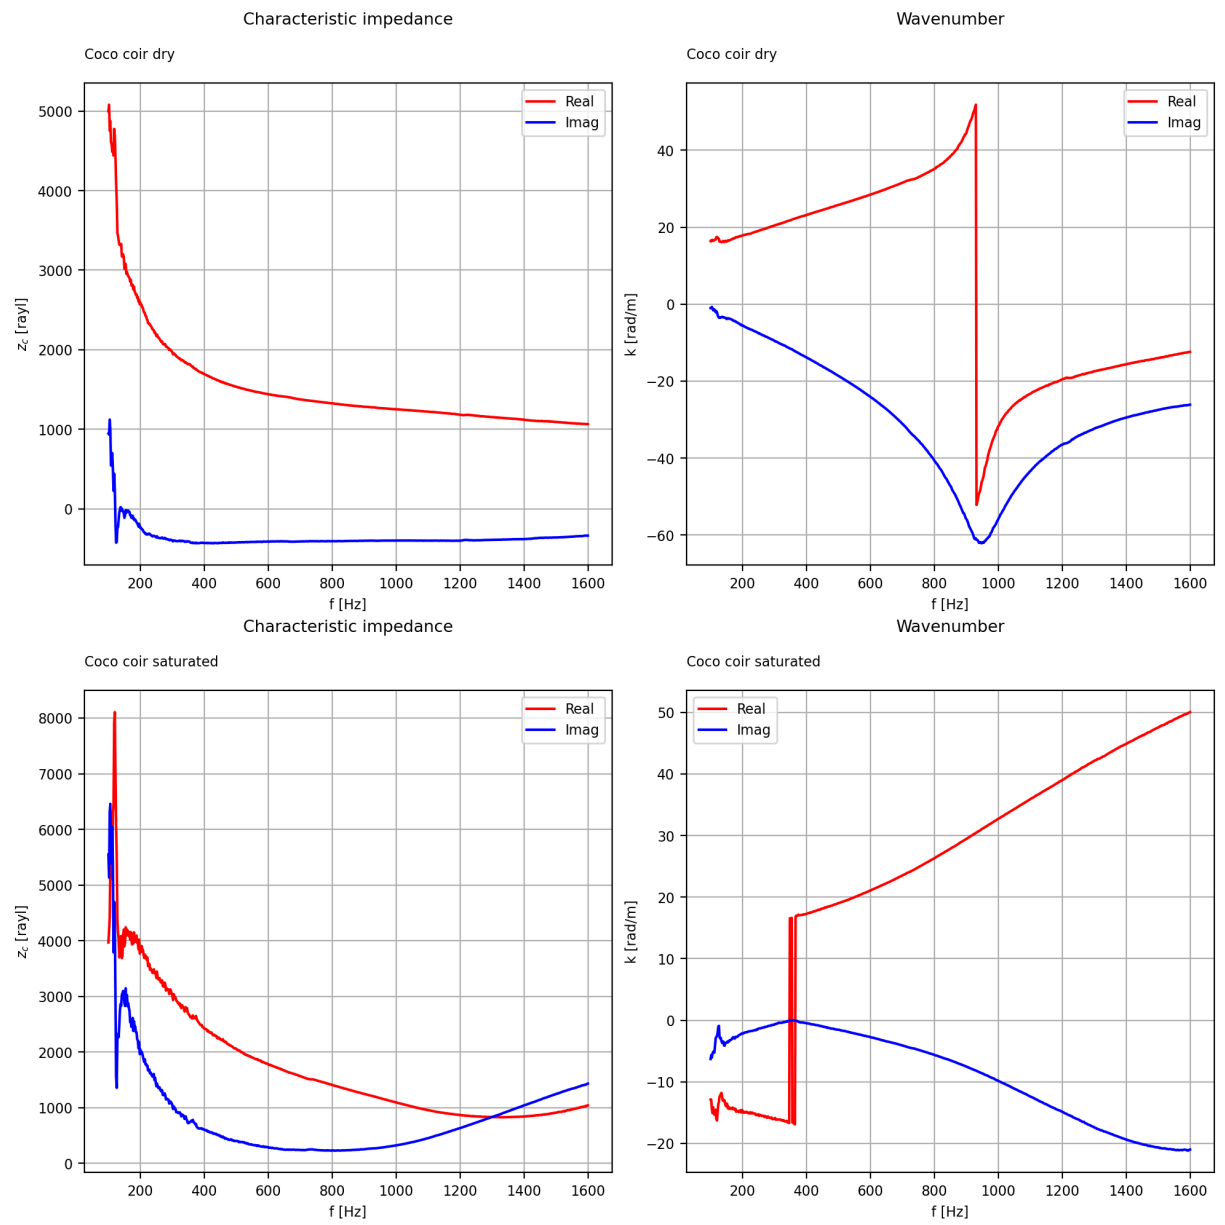 Characteristic impedance
Coco coir dry
Real
Imag
5000
4000
3000
2000
1000
0
z_c [rayl]
200 400 600 800 1000 1200 1400 1600
f [Hz]
Wavenumber
Coco coir dry
Real
Imag
40
20
0
−20
−40
−60
k [rad/m]
200 400 600 800 1000 1200 1400 1600
f [Hz]
Characteristic impedance
Coco coir saturated
Real
Imag
8000
7000
6000
5000
4000
3000
2000
1000
0
z_c [rayl]
200 400 600 800 1000 1200 1400 1600
f [Hz]
Wavenumber
Coco coir saturated
Real
Imag
50
40
30
20
10
0
−10
−20
k [rad/m]
200 400 600 800 1000 1200 1400 1600
f [Hz]